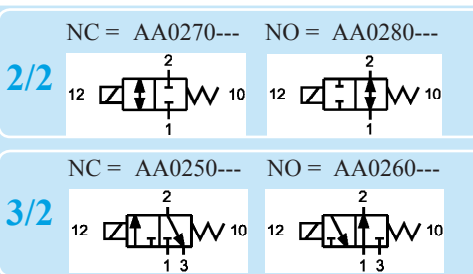 NC = AA0270--- NO = AA0280---
2/2
2 2
12 10 12 10
1 1
NC = AA0250--- NO = AA0260---
3/2
2 2
12 10 12 10
1 3 1 3